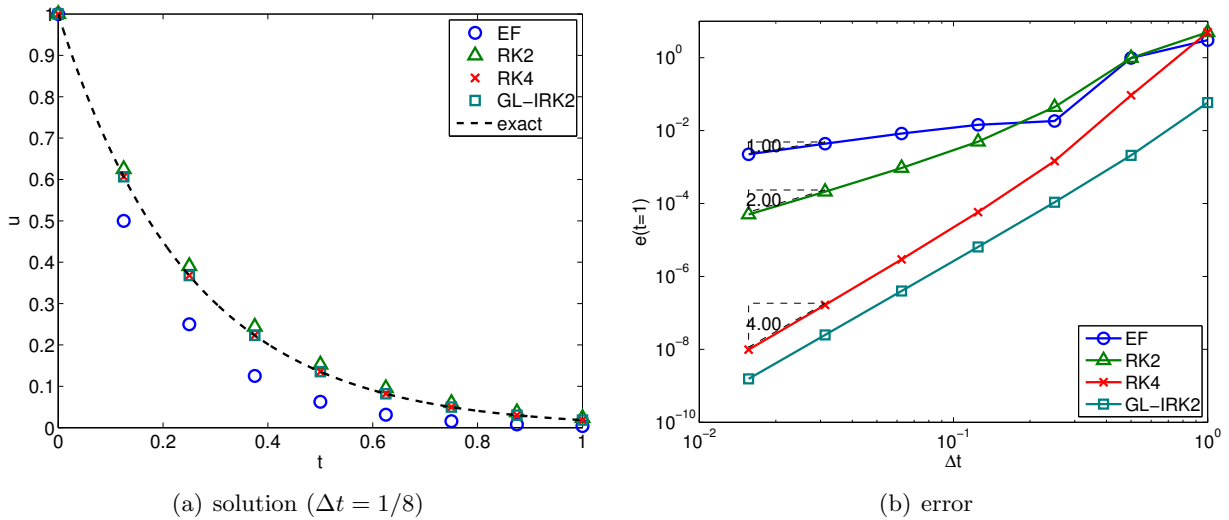 1
0.9
0.8
0.7
0.6
0.5
0.4
0.3
0.2
0.1
0
u
EF
RK2
RK4
GL−IRK2
exact
0 0.2 0.4 0.6 0.8 1
t
(a) solution (Δt = 1/8)
10^0
10^−2
10^−4
10^−6
10^−8
10^−10
e(t=1)
1.00
2.00
4.00
EF
RK2
RK4
GL−IRK2
10^−2 10^−1 10^0
Δt
(b) error